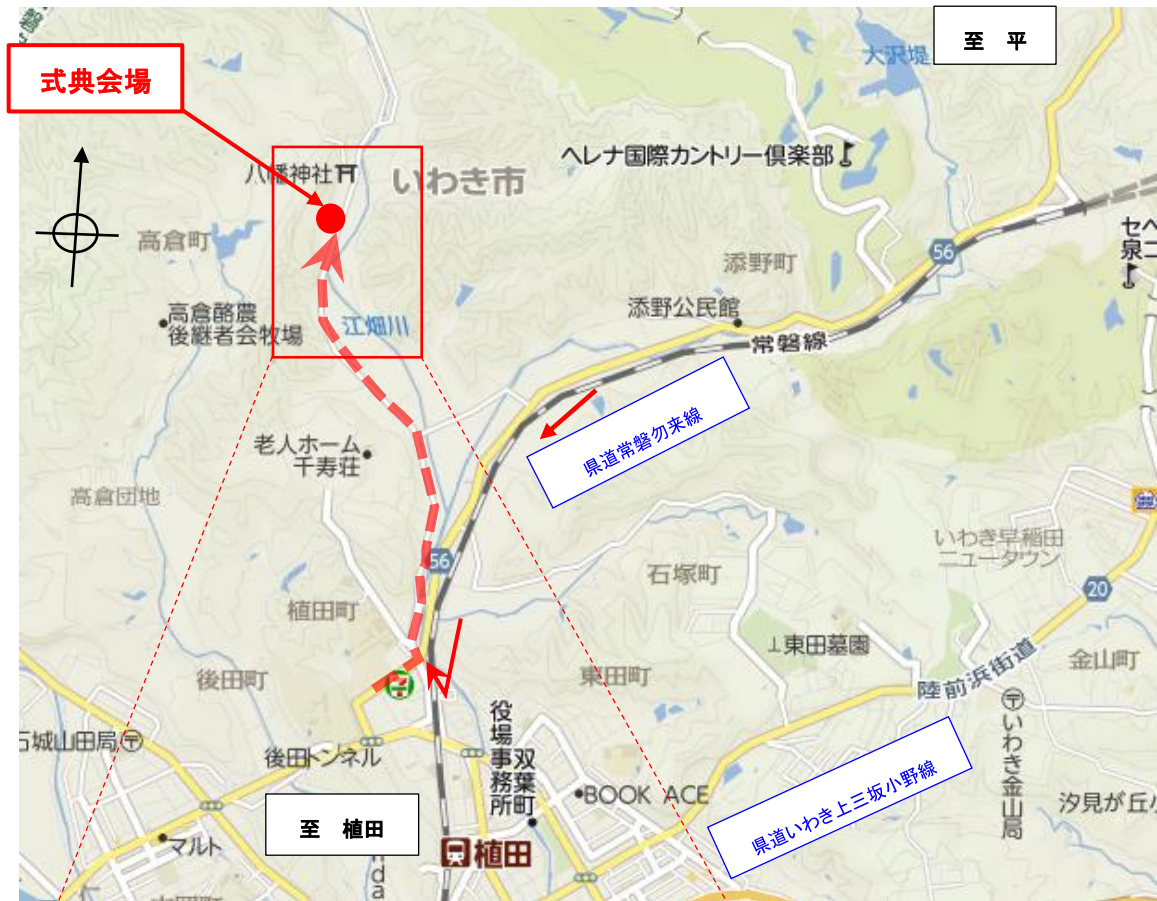 至 平
大沢堤
式典会場
八幡神社
いわき市
ヘレナ国際カントリー倶楽部
高倉町
56
添野町
高倉酪農
後継者会牧場
江畑川
添野公民館
常磐線
県道常磐勿来線
老人ホーム
千寿荘
高倉団地
56
石塚町
いわき早稲田
ニュータウン
20
植田町
東田墓園
後田町
東田町
金山町
陸前浜街道
石城山田局
後田トンネル
役場事務所
双葉町
BOOK ACE
県道いわき上三坂小野線
いわき金山局
汐見が丘小
至 植田
マルト
植田
da